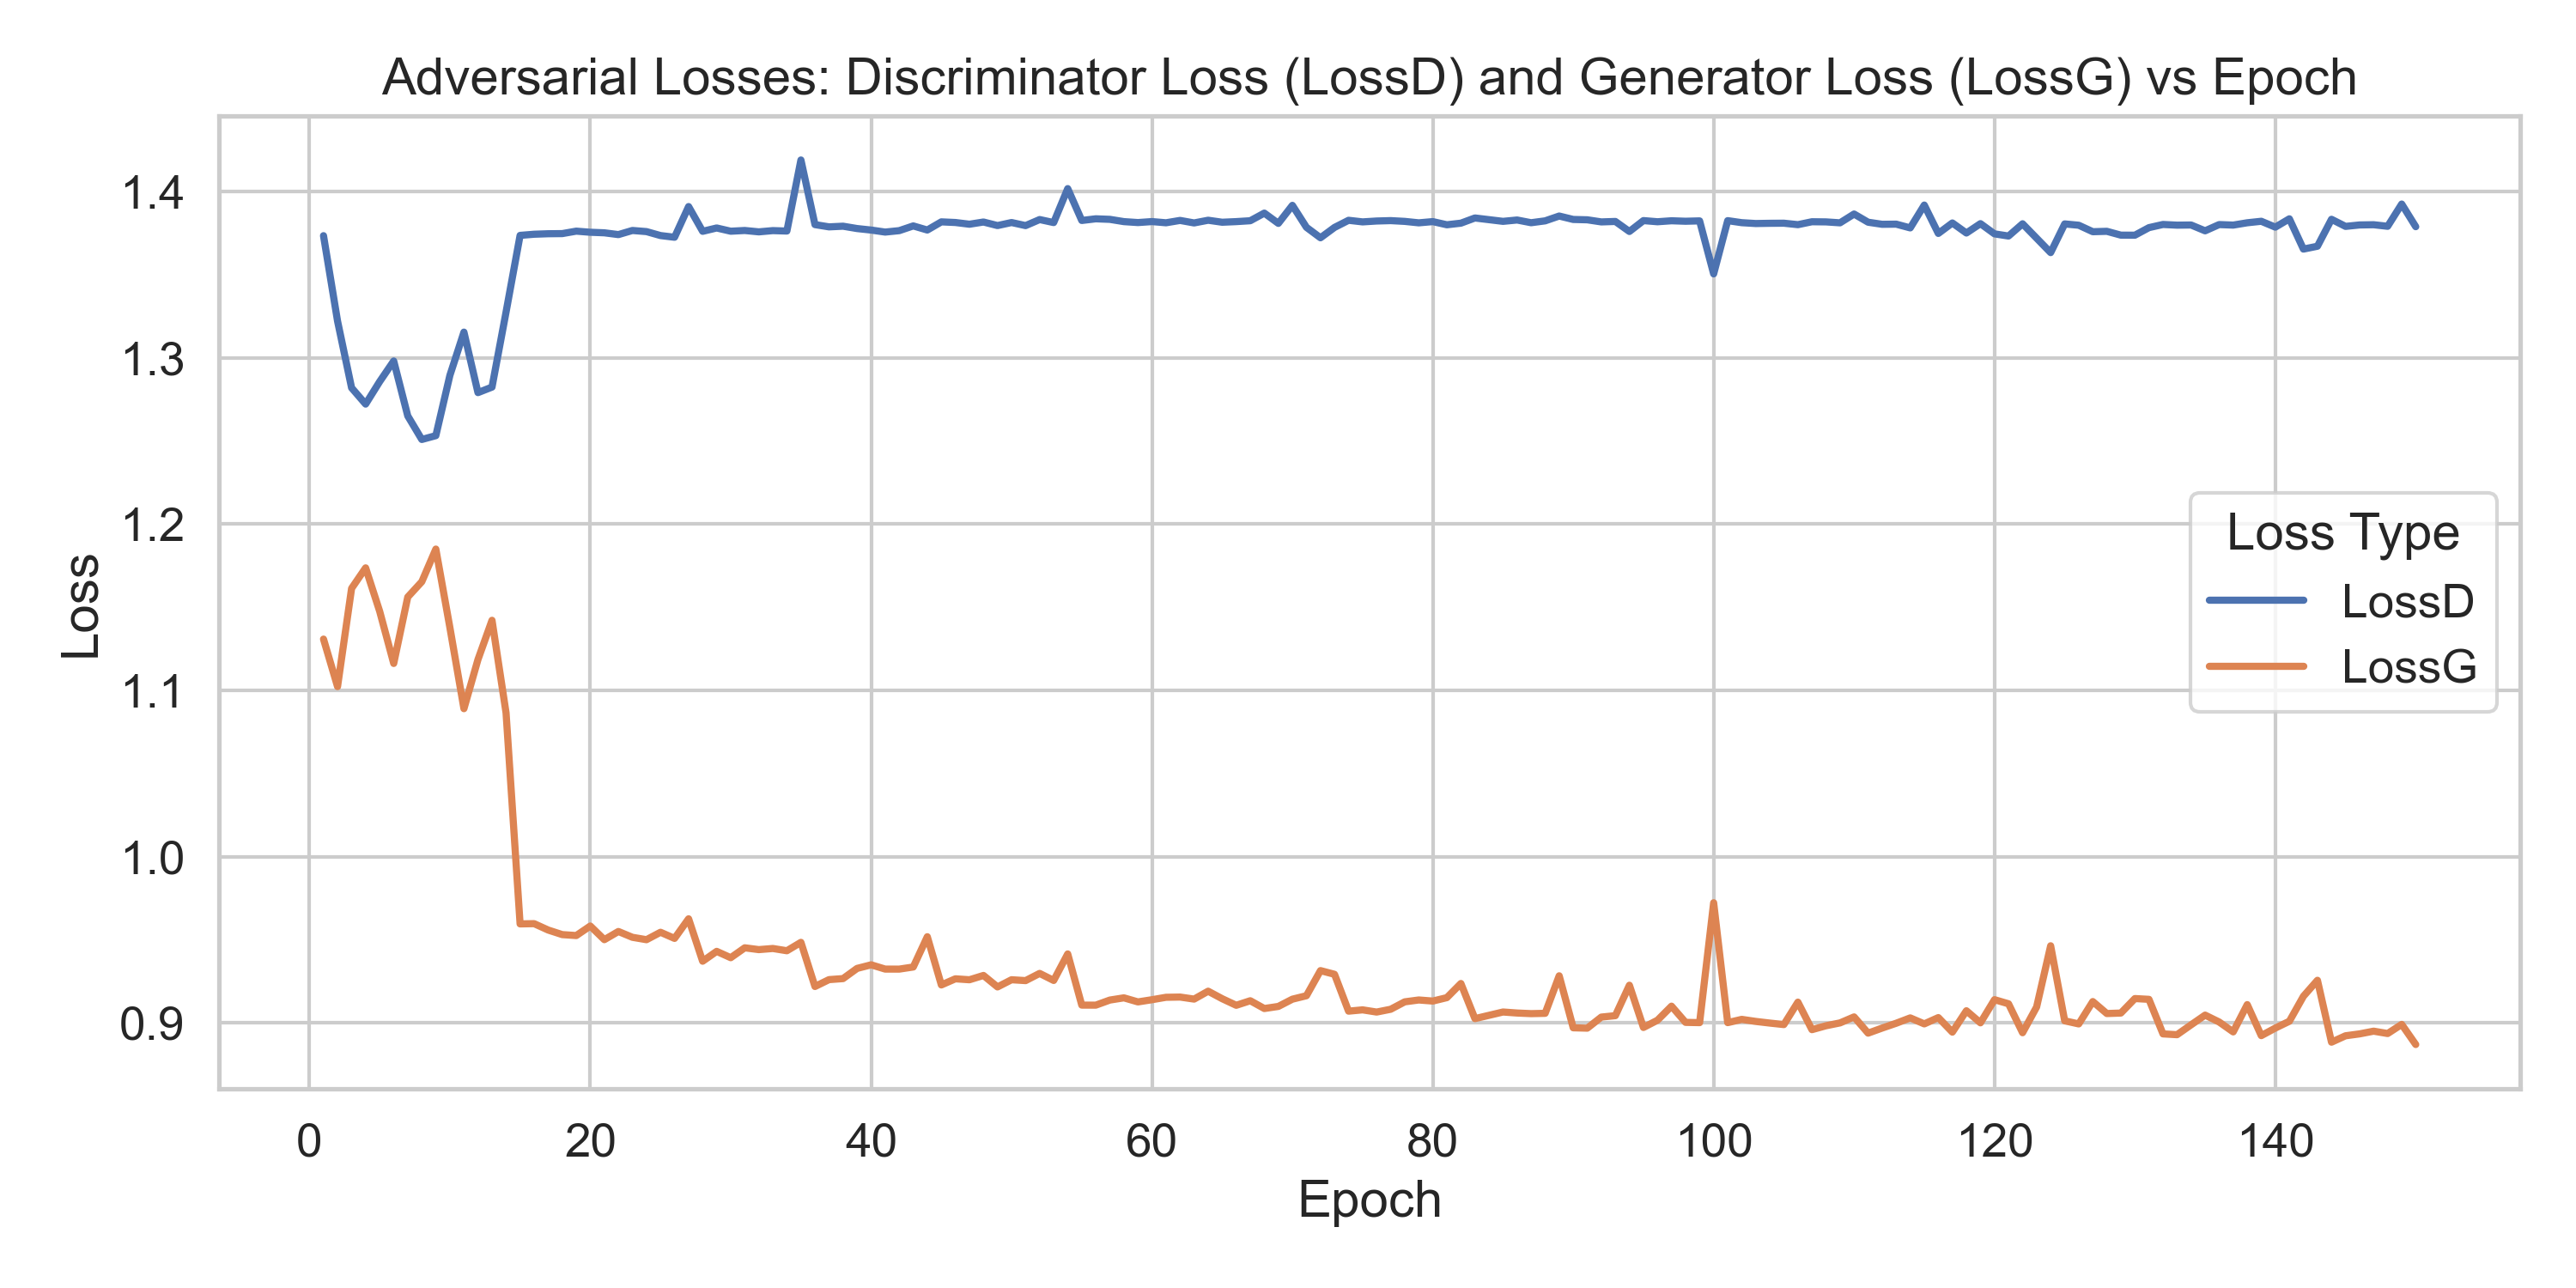 Adversarial Losses: Discriminator Loss (LossD) and Generator Loss (LossG) vs Epoch
1.4
1.3
1.2
1.1
1.0
0.9
Loss
Loss Type
LossD
LossG
0 20 40 60 80 100 120 140
Epoch